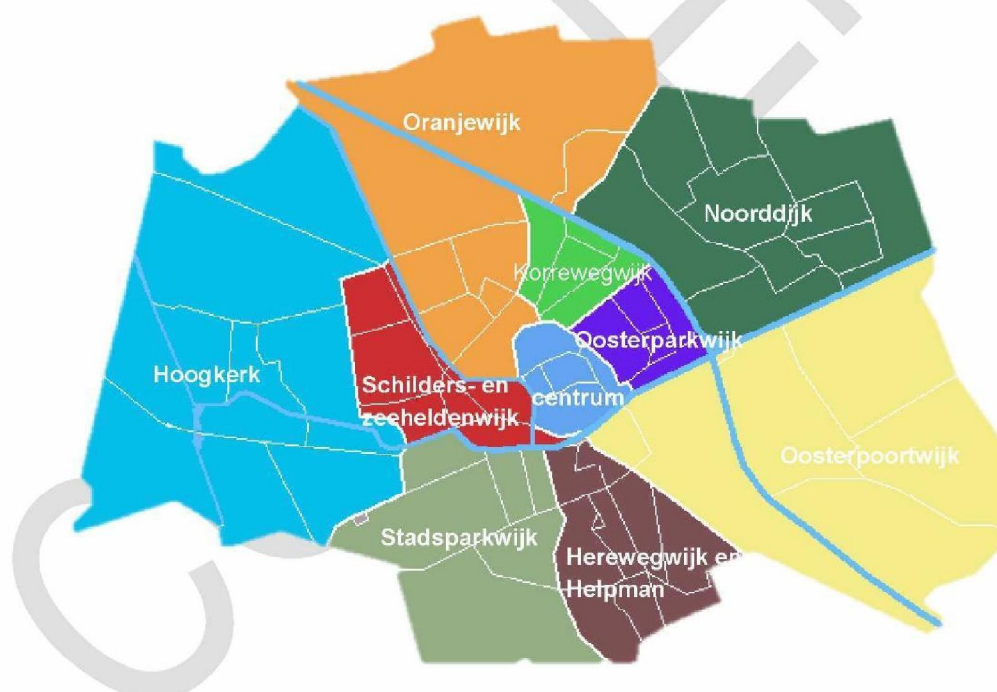 Oranjewijk
Noorddijk
Korrewegwijk
Oosterparkwijk
Hoogkerk
Schilders- en
zeeheldenwijk
centrum
Oosterpoortwijk
Stadsparkwijk
Herewegwijk en
Helpman